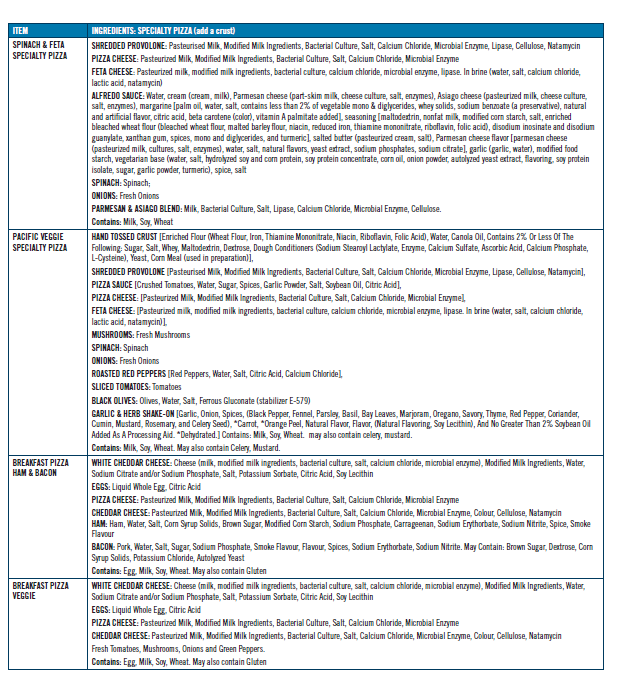 ITEM
INGREDIENTS: SPECIALTY PIZZA (add a crust)
SPINACH & FETA
SPECIALTY PIZZA
SHREDDED PROVOLONE: Pasteurised Milk, Modified Milk Ingredients, Bacterial Culture, Salt, Calcium Chloride, Microbial Enzyme, Lipase, Cellulose, Natamycin
PIZZA CHEESE: Pasteurized Milk, Modified Milk Ingredients, Bacterial Culture, Salt, Calcium Chloride, Microbial Enzyme
FETA CHEESE: Pasteurized milk, modified milk ingredients, bacterial culture, calcium chloride, microbial enzyme, lipase. In brine (water, salt, calcium chloride,
lactic acid, natamycin)
ALFREDO SAUCE: Water, cream (cream, milk), Parmesan cheese (part-skim milk, cheese culture, salt, enzymes), Asiago cheese (pasteurized milk, cheese culture,
salt, enzymes), margarine [palm oil, water, salt, contains less than 2% of vegetable mono & diglycerides, whey solids, sodium benzoate (a preservative), natural
and artificial flavor, citric acid, beta carotene (color), vitamin A palmitate added], seasoning [maltodextrin, nonfat milk, modified corn starch, salt, enriched
bleached wheat flour (bleached wheat flour, malted barley flour, niacin, reduced iron, thiamine mononitrate, riboflavin, folic acid), disodium inosinate and disodium
guanylate, xanthan gum, spices, mono and diglycerides, and turmeric], salted butter (pasteurized cream, salt), Parmesan cheese flavor [parmesan cheese
(pasteurized milk, cultures, salt, enzymes), water, salt, natural flavors, yeast extract, sodium phosphates, sodium citrate], garlic (garlic, water), modified food
starch, vegetarian base (water, salt, hydrolyzed soy and corn protein, soy protein concentrate, corn oil, onion powder, autolyzed yeast extract, flavoring, soy protein
isolate, sugar, garlic powder, turmeric), spice, salt
SPINACH: Spinach;
ONIONS: Fresh Onions
PARMESAN & ASIAGO BLEND: Milk, Bacterial Culture, Salt, Lipase, Calcium Chloride, Microbial Enzyme, Cellulose.
Contains: Milk, Soy, Wheat
PACIFIC VEGGIE
SPECIALTY PIZZA
HAND TOSSED CRUST [Enriched Flour (Wheat Flour, Iron, Thiamine Mononitrate, Niacin, Riboflavin, Folic Acid), Water, Canola Oil, Contains 2% Or Less Of The
Following: Sugar, Salt, Whey, Maltodextrin, Dextrose, Dough Conditioners (Sodium Stearoyl Lactylate, Enzyme, Calcium Sulfate, Ascorbic Acid, Calcium Phosphate,
L-Cysteine), Yeast, Corn Meal (used in preparation)],
SHREDDED PROVOLONE [Pasteurised Milk, Modified Milk Ingredients, Bacterial Culture, Salt, Calcium Chloride, Microbial Enzyme, Lipase, Cellulose, Natamycin],
PIZZA SAUCE [Crushed Tomatoes, Water, Sugar, Spices, Garlic Powder, Salt, Soybean Oil, Citric Acid],
PIZZA CHEESE: [Pasteurized Milk, Modified Milk Ingredients, Bacterial Culture, Salt, Calcium Chloride, Microbial Enzyme],
FETA CHEESE: [Pasteurized milk, modified milk ingredients, bacterial culture, calcium chloride, microbial enzyme, lipase. In brine (water, salt, calcium chloride,
lactic acid, natamycin)],
MUSHROOMS: Fresh Mushrooms
SPINACH: Spinach
ONIONS: Fresh Onions
ROASTED RED PEPPERS [Red Peppers, Water, Salt, Citric Acid, Calcium Chloride],
SLICED TOMATOES: Tomatoes
BLACK OLIVES: Olives, Water, Salt, Ferrous Gluconate (stabilizer E-579)
GARLIC & HERB SHAKE-ON [Garlic, Onion, Spices, (Black Pepper, Fennel, Parsley, Basil, Bay Leaves, Marjoram, Oregano, Savory, Thyme, Red Pepper, Coriander,
Cumin, Mustard, Rosemary, and Celery Seed), *Carrot, *Orange Peel, Natural Flavor, Flavor, (Natural Flavoring, Soy Lecithin), And No Greater Than 2% Soybean Oil
Added As A Processing Aid. *Dehydrated.] Contains: Milk, Soy, Wheat. may also contain celery, mustard.
Contains: Milk, Soy, Wheat. May also contain Celery, Mustard.
BREAKFAST PIZZA
HAM & BACON
WHITE CHEDDAR CHEESE: Cheese (milk, modified milk ingredients, bacterial culture, salt, calcium chloride, microbial enzyme), Modified Milk Ingredients, Water,
Sodium Citrate and/or Sodium Phosphate, Salt, Potassium Sorbate, Citric Acid, Soy Lecithin
EGGS: Liquid Whole Egg, Citric Acid
PIZZA CHEESE: Pasteurized Milk, Modified Milk Ingredients, Bacterial Culture, Salt, Calcium Chloride, Microbial Enzyme
CHEDDAR CHEESE: Pasteurized Milk, Modified Milk Ingredients, Bacterial Culture, Salt, Calcium Chloride, Microbial Enzyme, Colour, Cellulose, Natamycin
HAM: Ham, Water, Salt, Corn Syrup Solids, Brown Sugar, Modified Corn Starch, Sodium Phosphate, Carrageenan, Sodium Erythorbate, Sodium Nitrite, Spice, Smoke
Flavour
BACON: Pork, Water, Salt, Sugar, Sodium Phosphate, Smoke Flavour, Flavour, Spices, Sodium Erythorbate, Sodium Nitrite. May Contain: Brown Sugar, Dextrose, Corn
Syrup Solids, Potassium Chloride, Autolyzed Yeast
Contains: Egg, Milk, Soy, Wheat. May also contain Gluten
BREAKFAST PIZZA
VEGGIE
WHITE CHEDDAR CHEESE: Cheese (milk, modified milk ingredients, bacterial culture, salt, calcium chloride, microbial enzyme), Modified Milk Ingredients, Water,
Sodium Citrate and/or Sodium Phosphate, Salt, Potassium Sorbate, Citric Acid, Soy Lecithin
EGGS: Liquid Whole Egg, Citric Acid
PIZZA CHEESE: Pasteurized Milk, Modified Milk Ingredients, Bacterial Culture, Salt, Calcium Chloride, Microbial Enzyme
CHEDDAR CHEESE: Pasteurized Milk, Modified Milk Ingredients, Bacterial Culture, Salt, Calcium Chloride, Microbial Enzyme, Colour, Cellulose, Natamycin
Fresh Tomatoes, Mushrooms, Onions and Green Peppers.
Contains: Egg, Milk, Soy, Wheat. May also contain Gluten